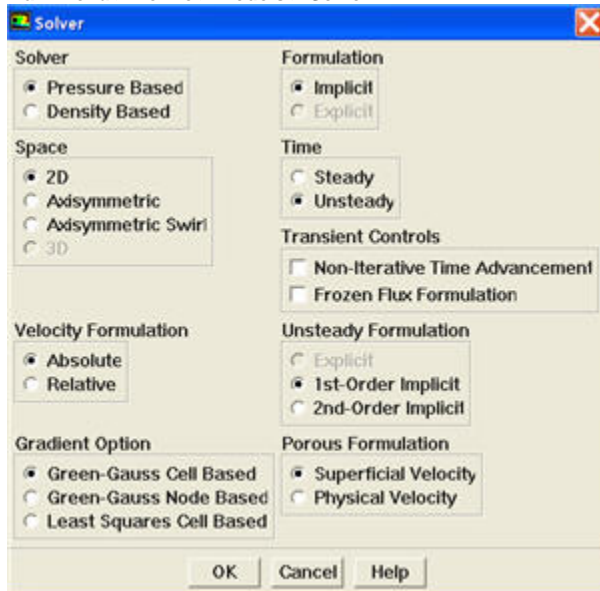 Solver
Solver
Pressure Based
Density Based
Formulation
Implicit
Explicit
Space
2D
Axisymmetric
Axisymmetric Swirl
3D
Time
Steady
Unsteady
Transient Controls
Non-Iterative Time Advancement
Frozen Flux Formulation
Velocity Formulation
Absolute
Relative
Unsteady Formulation
Explicit
1st-Order Implicit
2nd-Order Implicit
Gradient Option
Green-Gauss Cell Based
Green-Gauss Node Based
Least Squares Cell Based
Porous Formulation
Superficial Velocity
Physical Velocity
OK
Cancel
Help